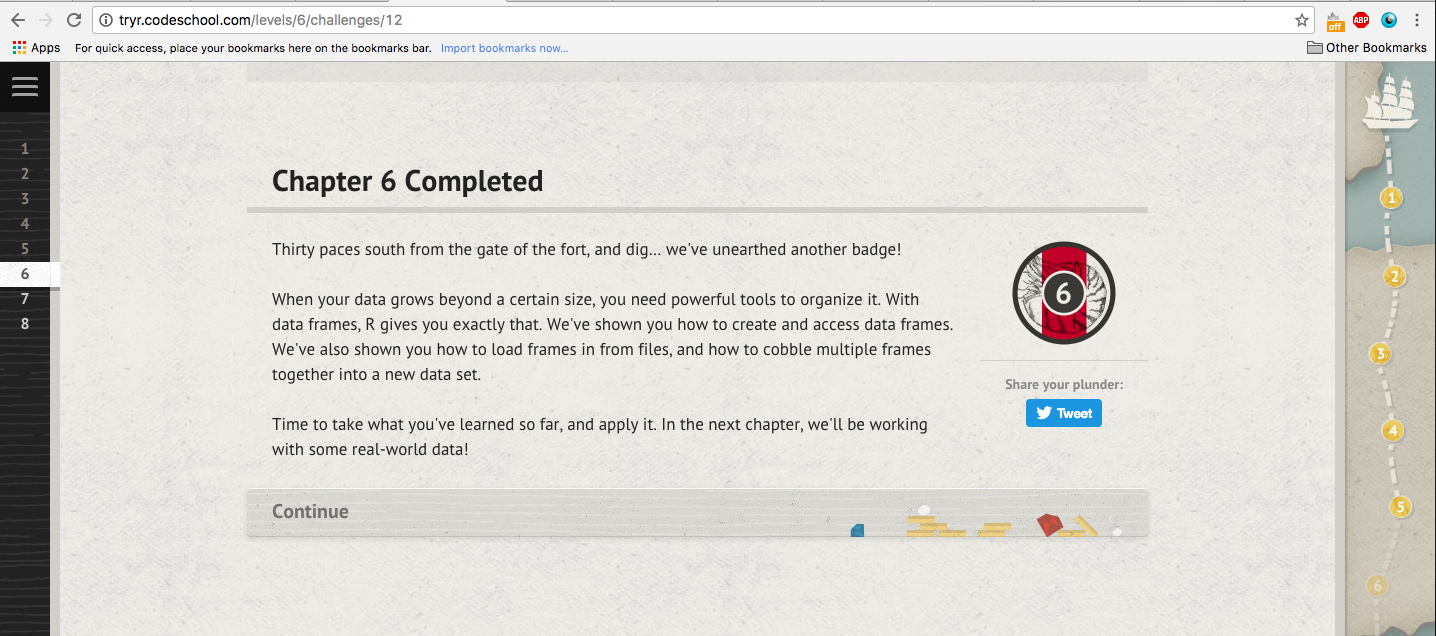 tryr.codeschool.com/levels/6/challenges/12
off
ABP
Apps
For quick access, place your bookmarks here on the bookmarks bar. Import bookmarks now...
Other Bookmarks
1
2
3
4
5
6
7
8
Chapter 6 Completed
Thirty paces south from the gate of the fort, and dig... we've unearthed another badge!
When your data grows beyond a certain size, you need powerful tools to organize it. With
data frames, R gives you exactly that. We've shown you how to create and access data frames.
We've also shown you how to load frames in from files, and how to cobble multiple frames
together into a new data set.
Time to take what you've learned so far, and apply it. In the next chapter, we'll be working
with some real-world data!
6
Share your plunder:
Tweet
Continue
1
2
3
4
5
6